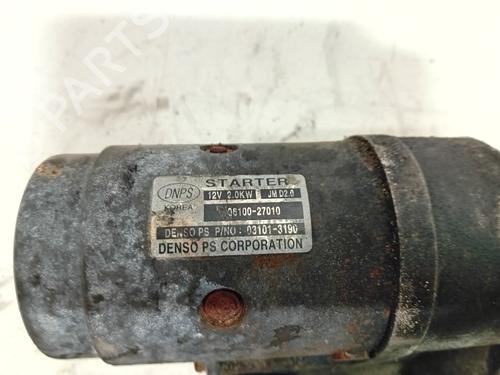 STARTER
DNPS 12V 2.0KW JM D2.0
KOREA 36100-27010
DENSO PS P/NO : 03101-3190
DENSO PS CORPORATION